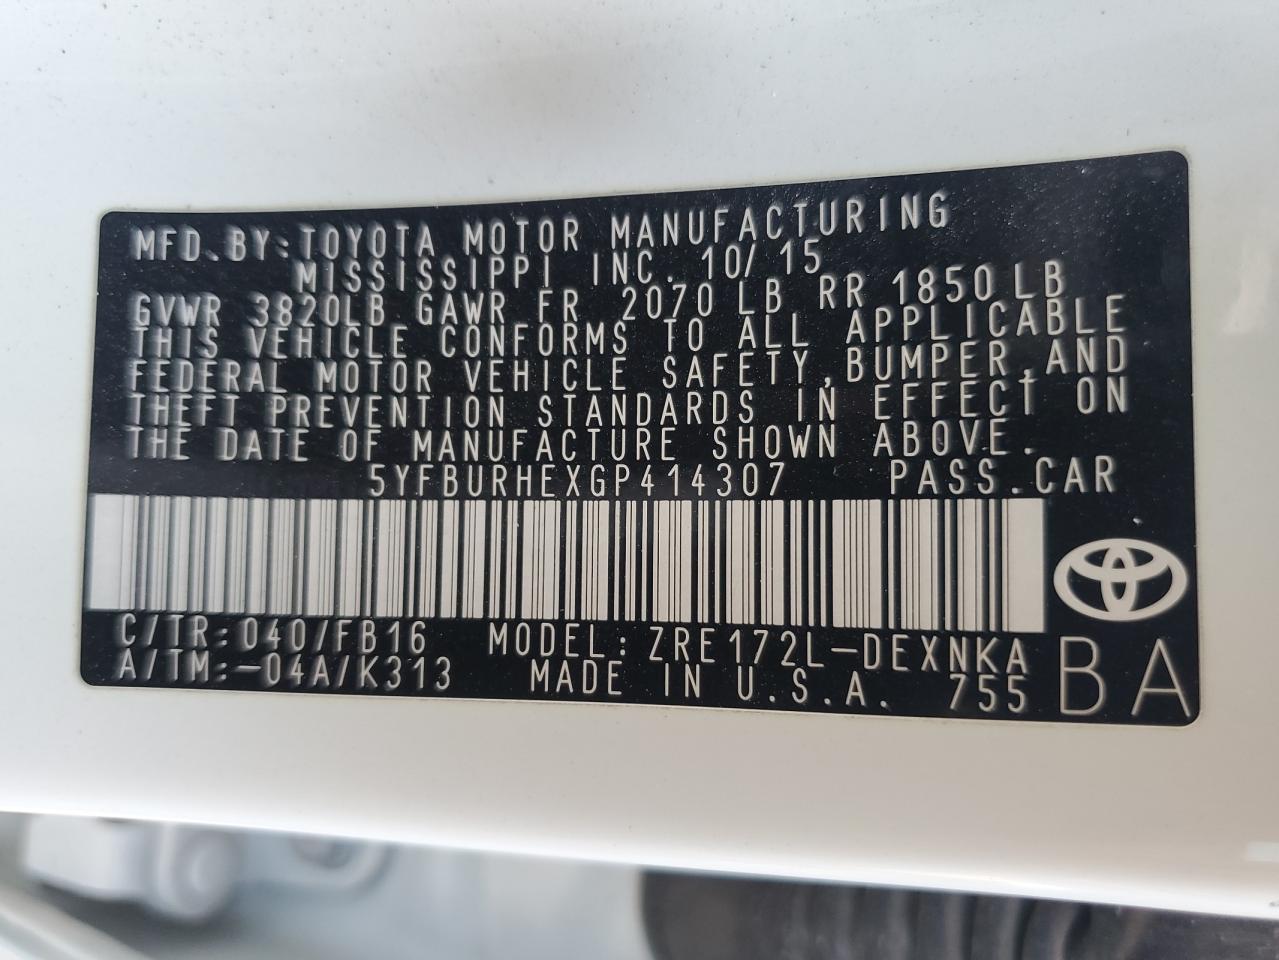 MFD.BY:TOYOTA MOTOR MANUFACTURING
MISSISSIPPI INC. 10/15
GVWR 3820LB GAWR FR 2070 LB RR 1850 LB
THIS VEHICLE CONFORMS TO ALL APPLICABLE
FEDERAL MOTOR VEHICLE SAFETY,BUMPER,AND
THEFT PREVENTION STANDARDS IN EFFECT ON
THE DATE OF MANUFACTURE SHOWN ABOVE.
5YFBURHEXGP414307 PASS.CAR
C/TR:040/FB16 MODEL:ZRE172L-DEXNKA
A/TM:-04A/K313 MADE IN U.S.A. 755
BA